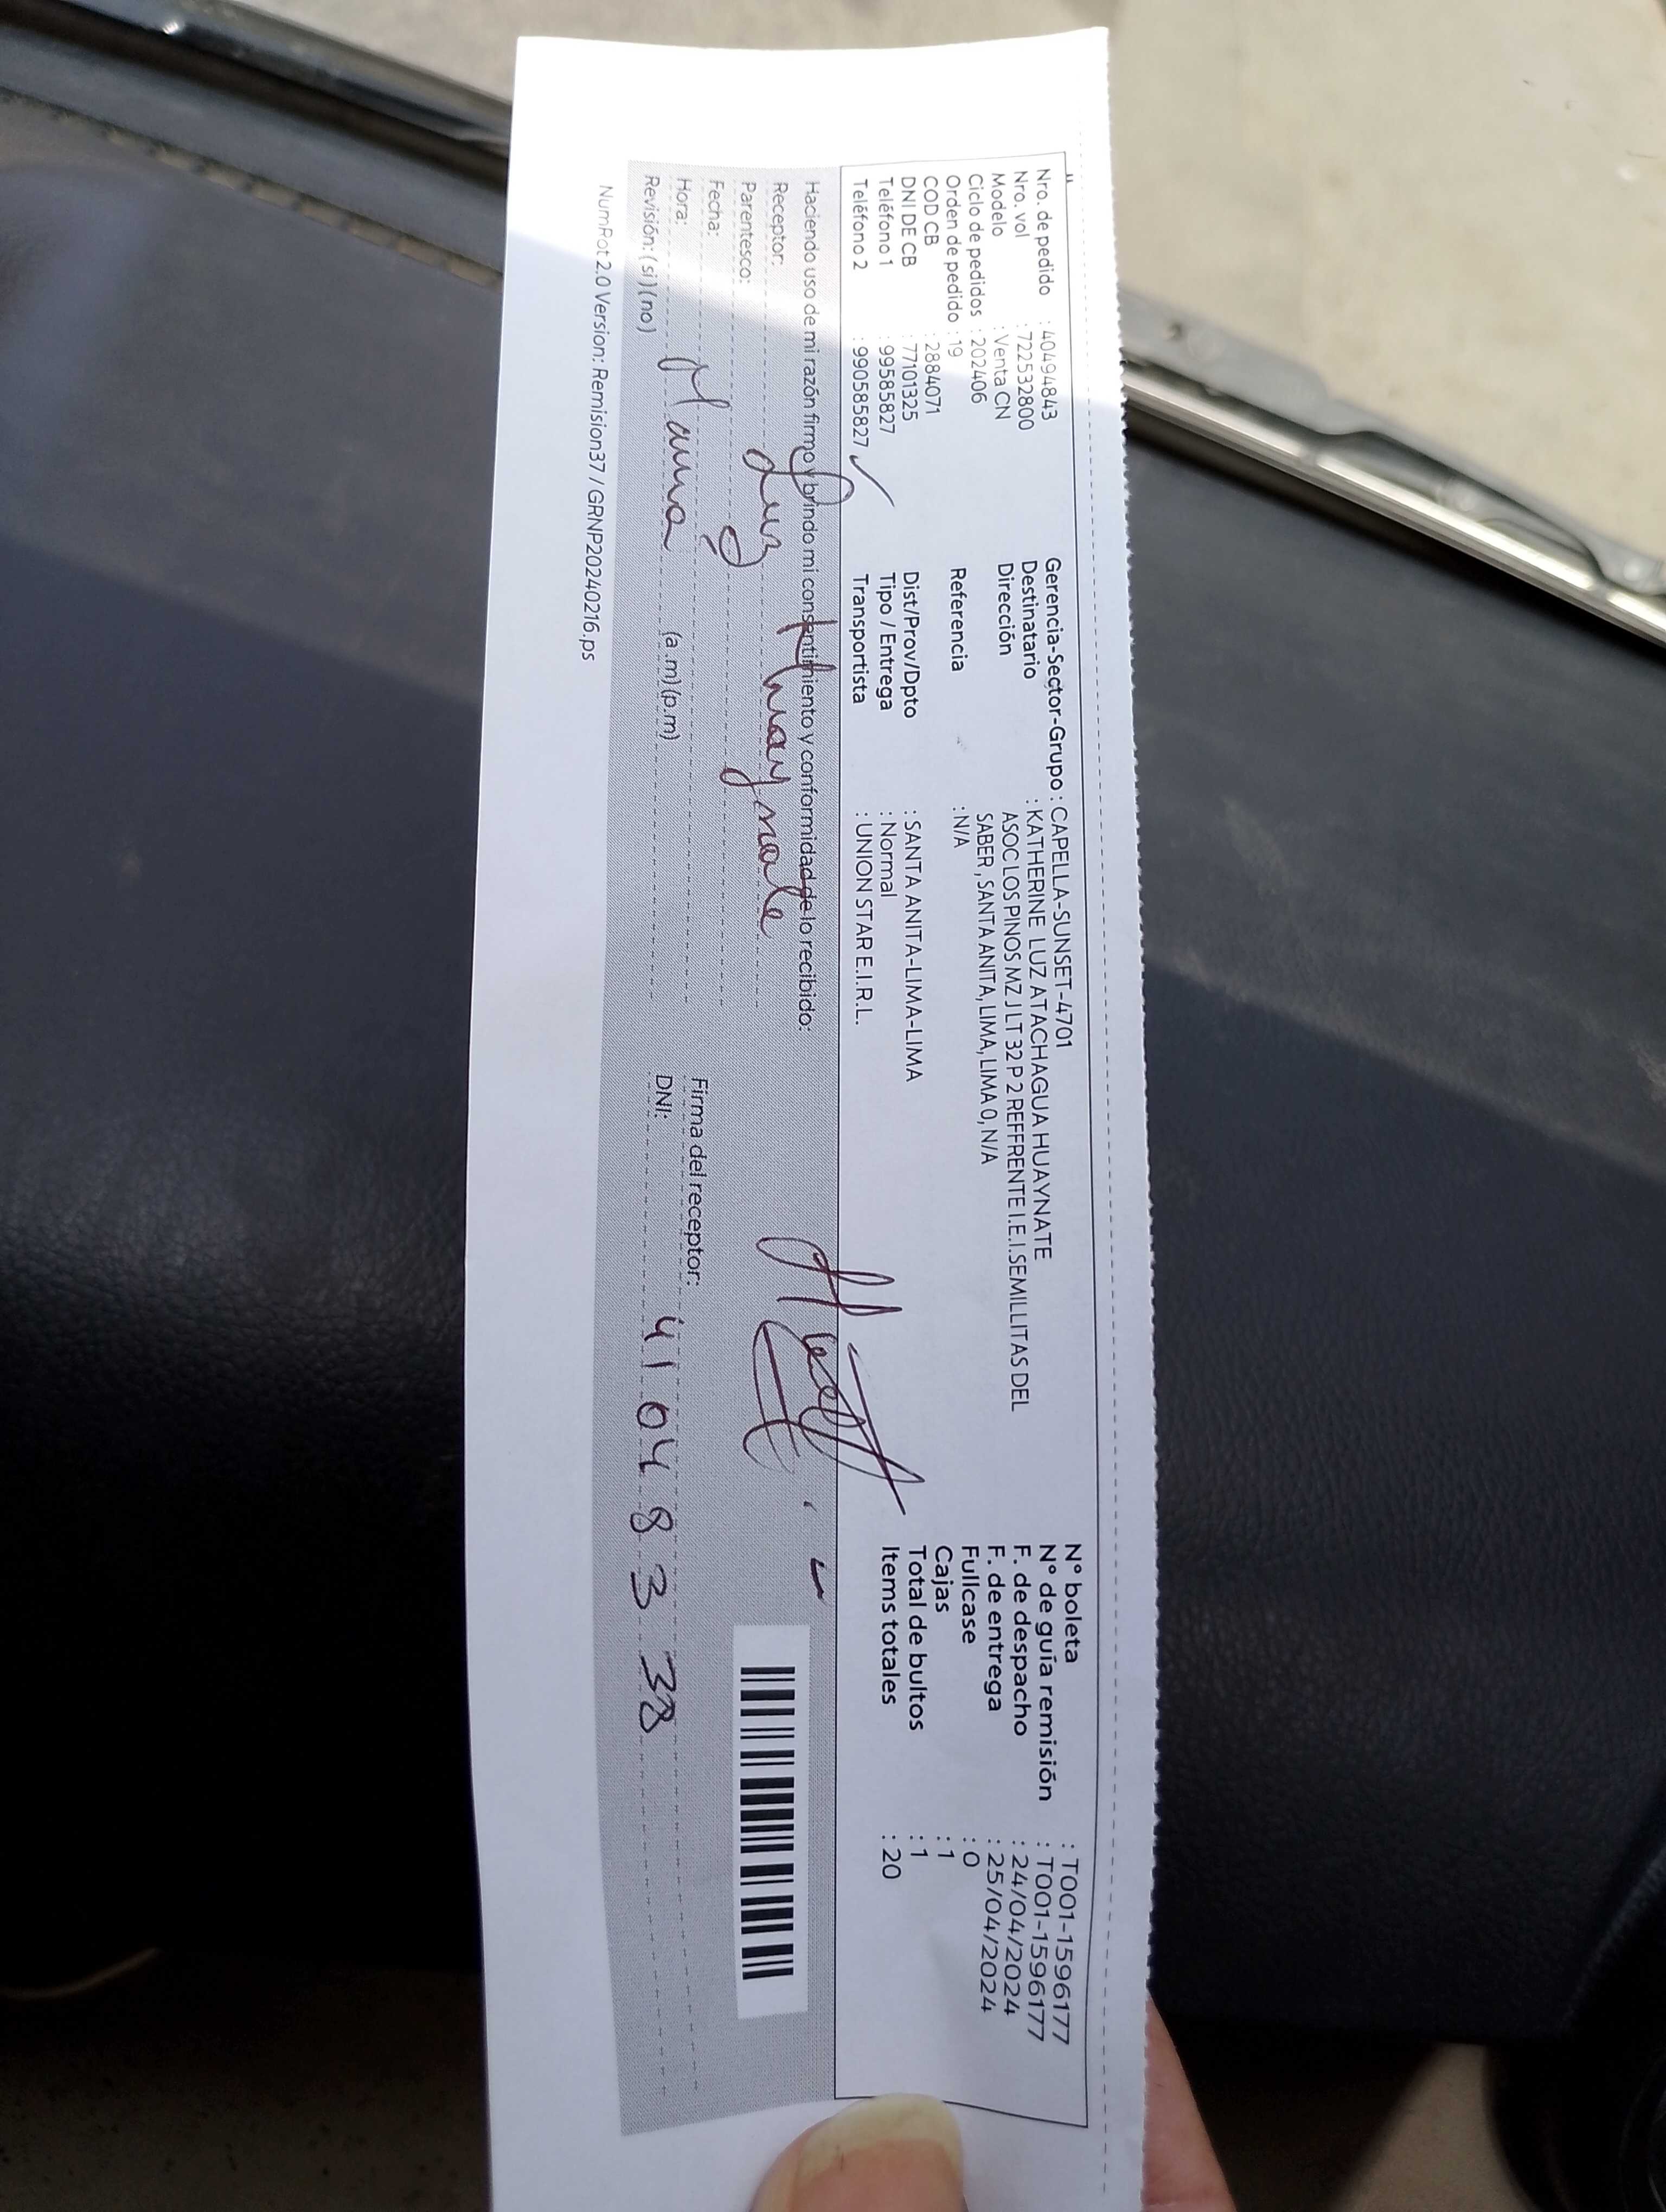 Nro. de pedido : 40494843
Nro. vol : 722532800
Modelo : Venta CN
Ciclo de pedidos : 202406
Orden de pedido : 19
COD CB : 2884071
DNI DE CB : 77101325
Teléfono 1 : 99585827
Teléfono 2 : 990585827
Gerencia-Sector-Grupo : CAPELLA-SUNSET-4701
Destinatario : KATHERINE LUZ ATACHAGUA HUAYNATE
Dirección ASOC LOS PINOS MZ J LT 32 P 2 REFFRENTE I.E.I.SEMILLITAS DEL
SABER , SANTA ANITA, LIMA, LIMA 0, N/A
Referencia : N/A
Dist/Prov/Dpto : SANTA ANITA-LIMA-LIMA
Tipo / Entrega : Normal
Transportista : UNION STAR E.I.R.L.
N° boleta : T001-1596177
N° de guía remisión : T001-1596177
F. de despacho : 24/04/2024
F. de entrega : 25/04/2024
Fullcase : 0
Cajas : 1
Total de bultos : 1
Items totales : 20
Haciendo uso de mi razón firmo y brindo mi consentimiento y conformidad de lo recibido:
Receptor: Luz Huaynate
Parentesco:
Fecha:
Hora: Mama (a.m)(p.m)
Revisión: (si)(no)
Firma del receptor:
DNI: 41048338
NumRot 2.0 Version: Remision37 / GRNP20240216.ps